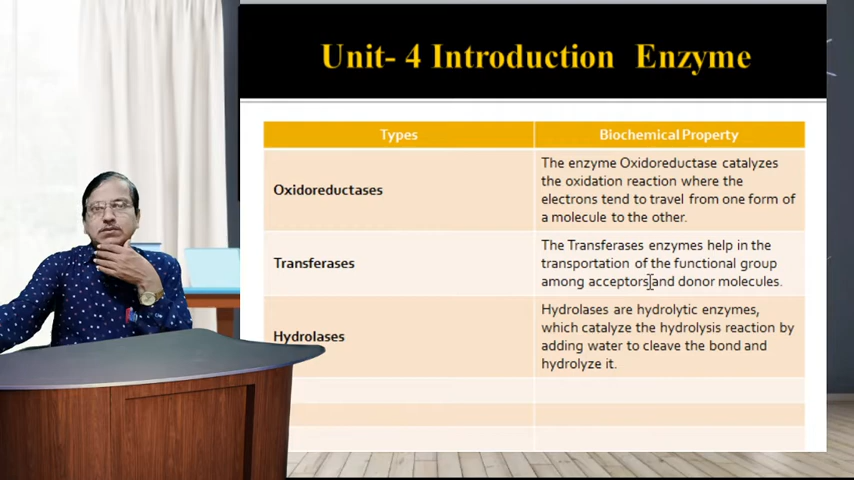 Unit- 4 Introduction Enzyme
Types
Biochemical Property
Oxidoreductases
The enzyme Oxidoreductase catalyzes
the oxidation reaction where the
electrons tend to travel from one form of
a molecule to the other.
Transferases
The Transferases enzymes help in the
transportation of the functional group
among acceptors and donor molecules.
Hydrolases
Hydrolases are hydrolytic enzymes,
which catalyze the hydrolysis reaction by
adding water to cleave the bond and
hydrolyze it.